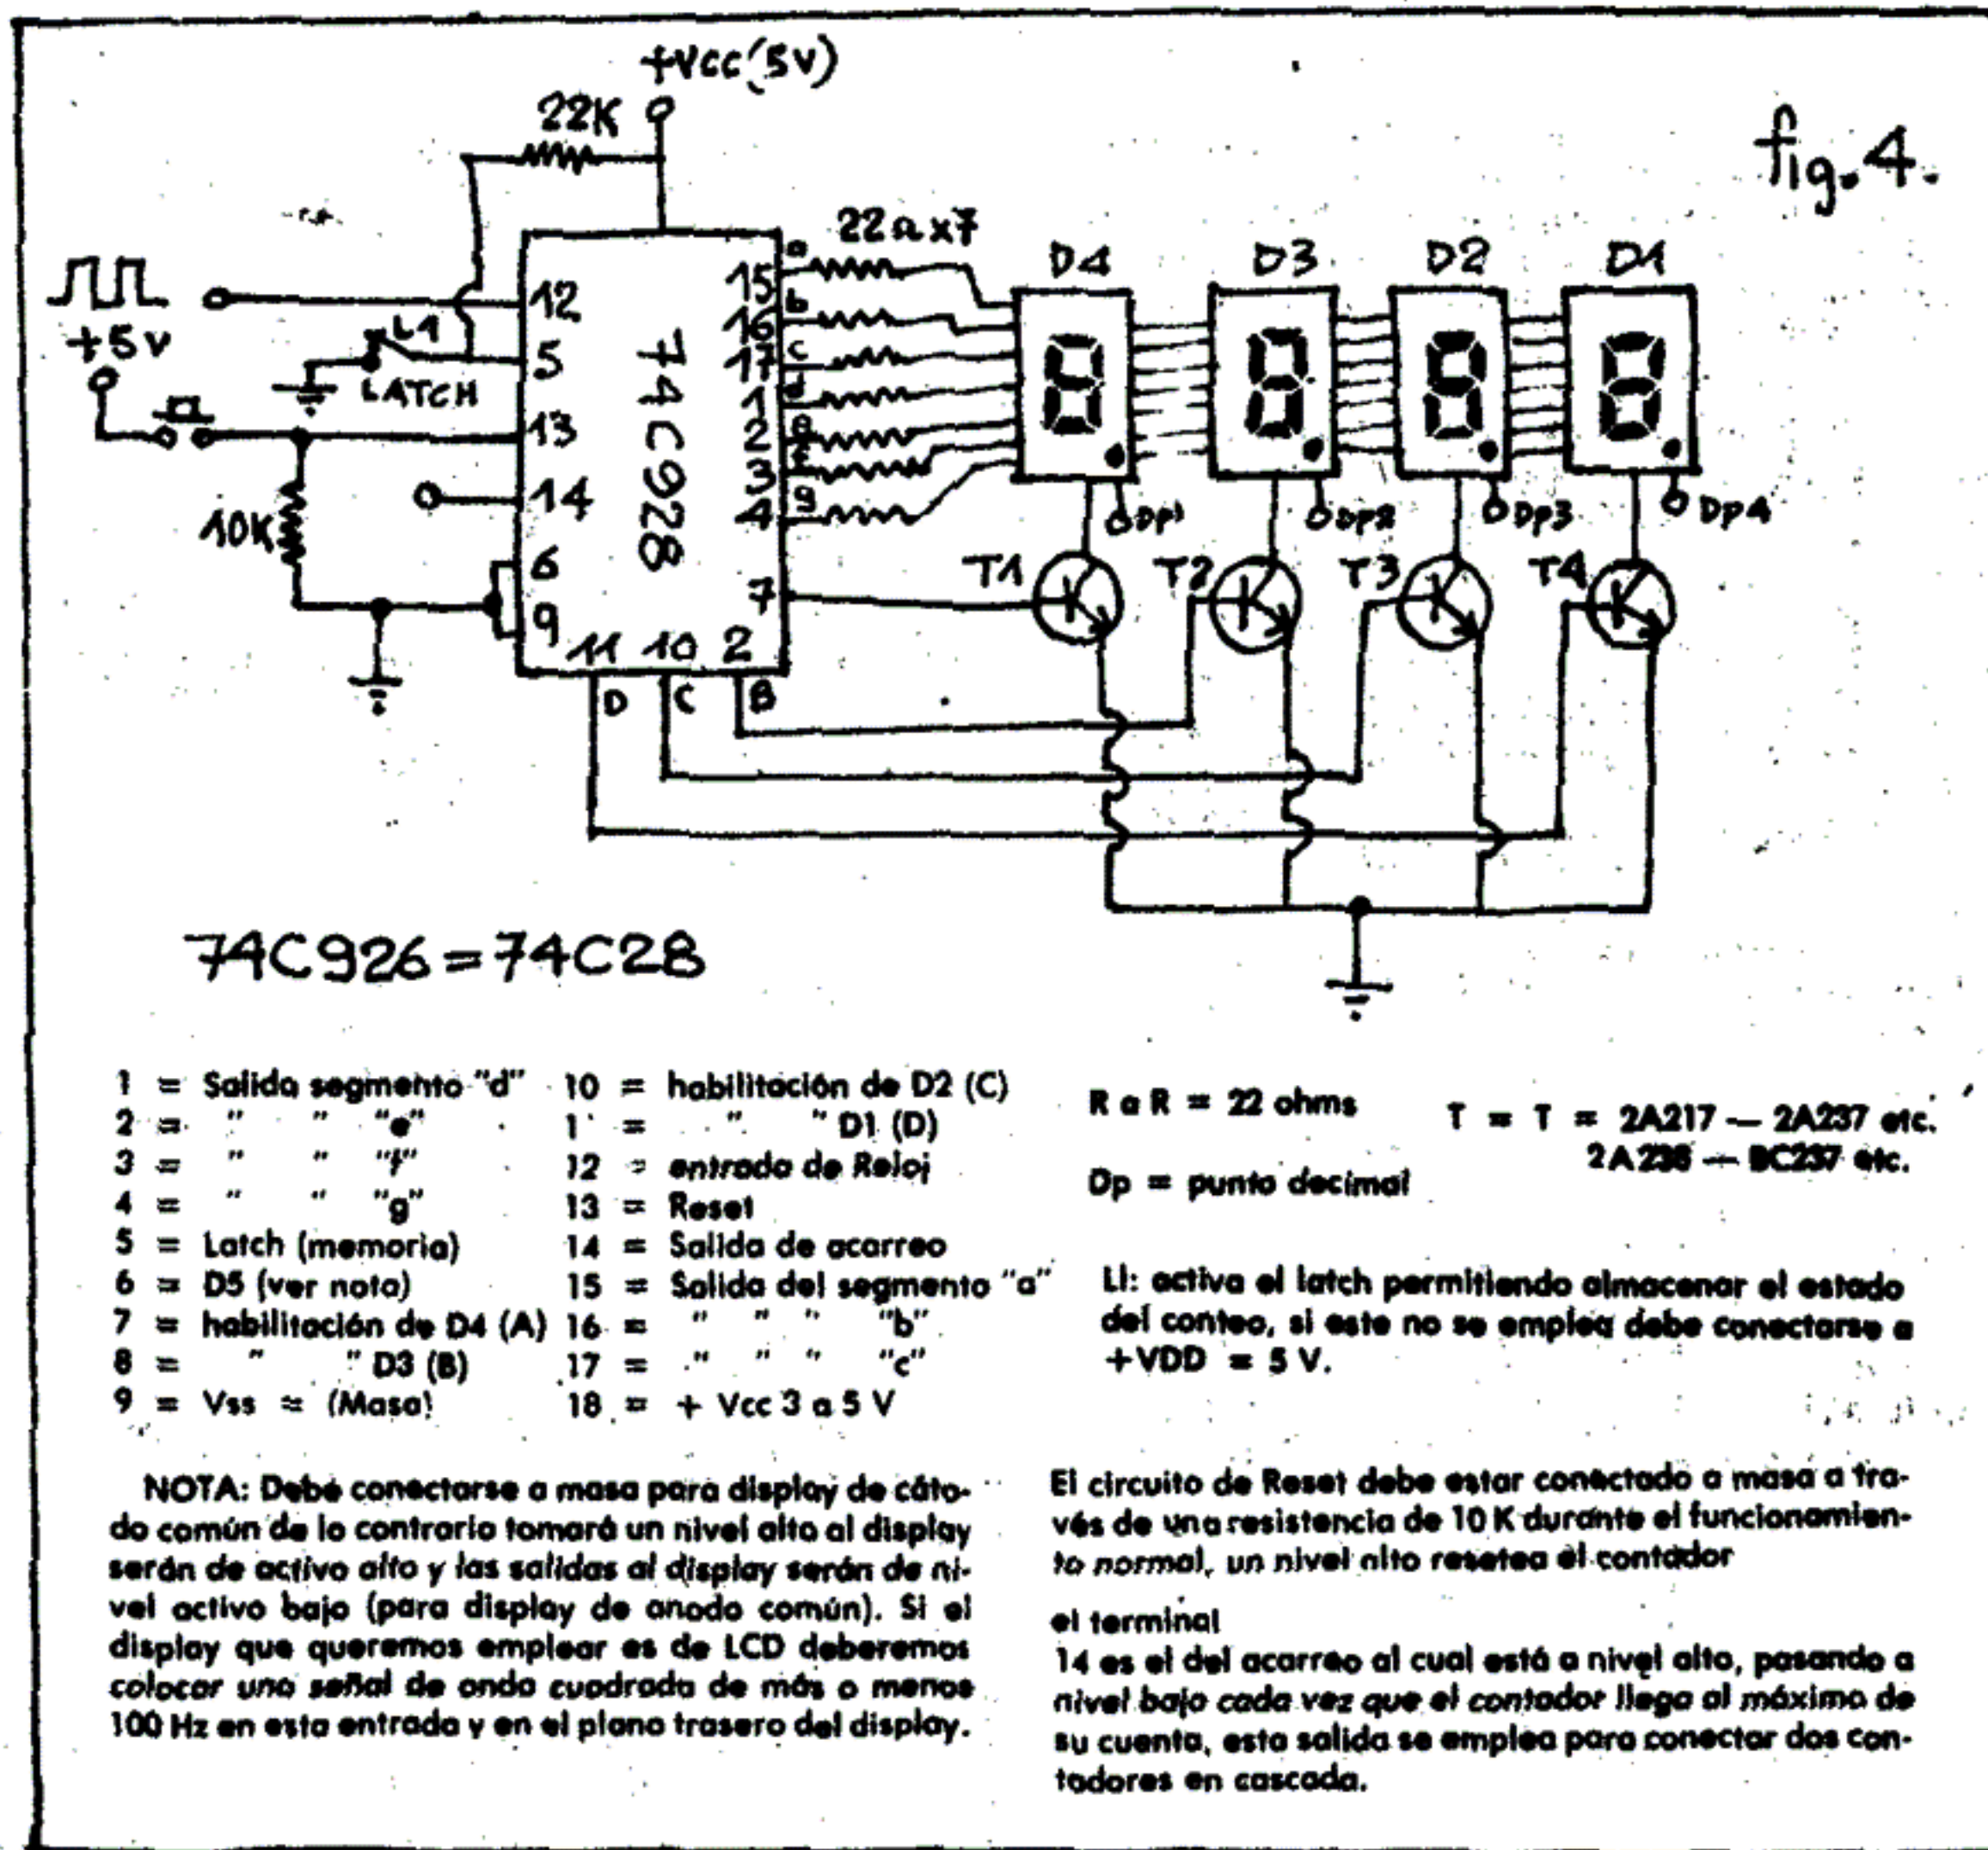 +VCC(5V)
22K
fig.4.
22Ωx7
D4 D3 D2 D1
+5V
L1
LATCH
12
5
13
14
6
9
11 10 2
74C928
15 a
16 b
17 c
1 d
2 e
3 f
4 g
7
10K
Dp1 Dp2 Dp3 Dp4
T1 T2 T3 T4
D C B
74C926=74C28
1 = Salida segmento "d"
2 = " " "e"
3 = " " "f"
4 = " " "g"
5 = Latch (memoria)
6 = D5 (ver nota)
7 = habilitación de D4 (A)
8 = " " D3 (B)
9 = Vss = (Masa)
10 = habilitación de D2 (C)
1 = " " D1 (D)
12 = entrada de Reloj
13 = Reset
14 = Salida de acarreo
15 = Salida del segmento "a"
16 = " " " "b"
17 = " " " "c"
18 = + Vcc 3 a 5 V
R a R = 22 ohms
T = T = 2A217 — 2A237 etc.
2A238 — BC237 etc.
Dp = punto decimal
LI: activa el latch permitiendo almacenar el estado
del conteo, si este no se emplea debe conectarse a
+VDD = 5 V.
NOTA: Debe conectarse a masa para display de cáto-
do común de lo contrario tomará un nivel alto al display
serán de activo alto y las salidas al display serán de ni-
vel activo bajo (para display de anodo común). Si el
display que queremos emplear es de LCD deberemos
colocar una señal de onda cuadrada de más o menos
100 Hz en esta entrada y en el plano trasero del display.
El circuito de Reset debe estar conectado a masa a tra-
vés de una resistencia de 10 K durante el funcionamien-
to normal, un nivel alto resetea el contador
el terminal
14 es el del acarreo al cual está a nivel alto, pasando a
nivel bajo cada vez que el contador llega al máximo de
su cuenta, esta salida se emplea para conectar dos con-
tadores en cascada.